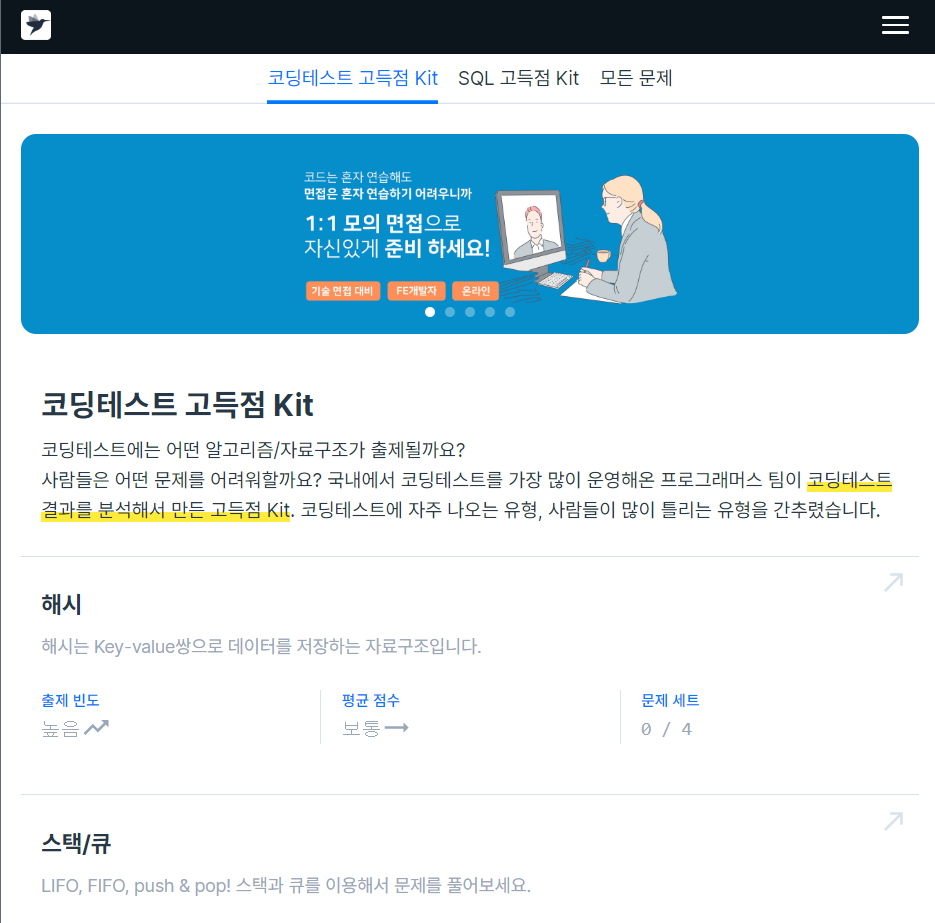 코딩테스트 고득점 Kit SQL 고득점 Kit 모든 문제
코드는 혼자 연습해도
면접은 혼자 연습하기 어려우니까
1:1 모의 면접으로
자신있게 준비 하세요!
기술 면접 대비 FE개발자 온라인
코딩테스트 고득점 Kit
코딩테스트에는 어떤 알고리즘/자료구조가 출제될까요?
사람들은 어떤 문제를 어려워할까요? 국내에서 코딩테스트를 가장 많이 운영해온 프로그래머스 팀이 코딩테스트
결과를 분석해서 만든 고득점 Kit. 코딩테스트에 자주 나오는 유형, 사람들이 많이 틀리는 유형을 간추렸습니다.
해시
해시는 Key-value쌍으로 데이터를 저장하는 자료구조입니다.
출제 빈도 평균 점수 문제 세트
높음 보통 0 / 4
스택/큐
LIFO, FIFO, push & pop! 스택과 큐를 이용해서 문제를 풀어보세요.